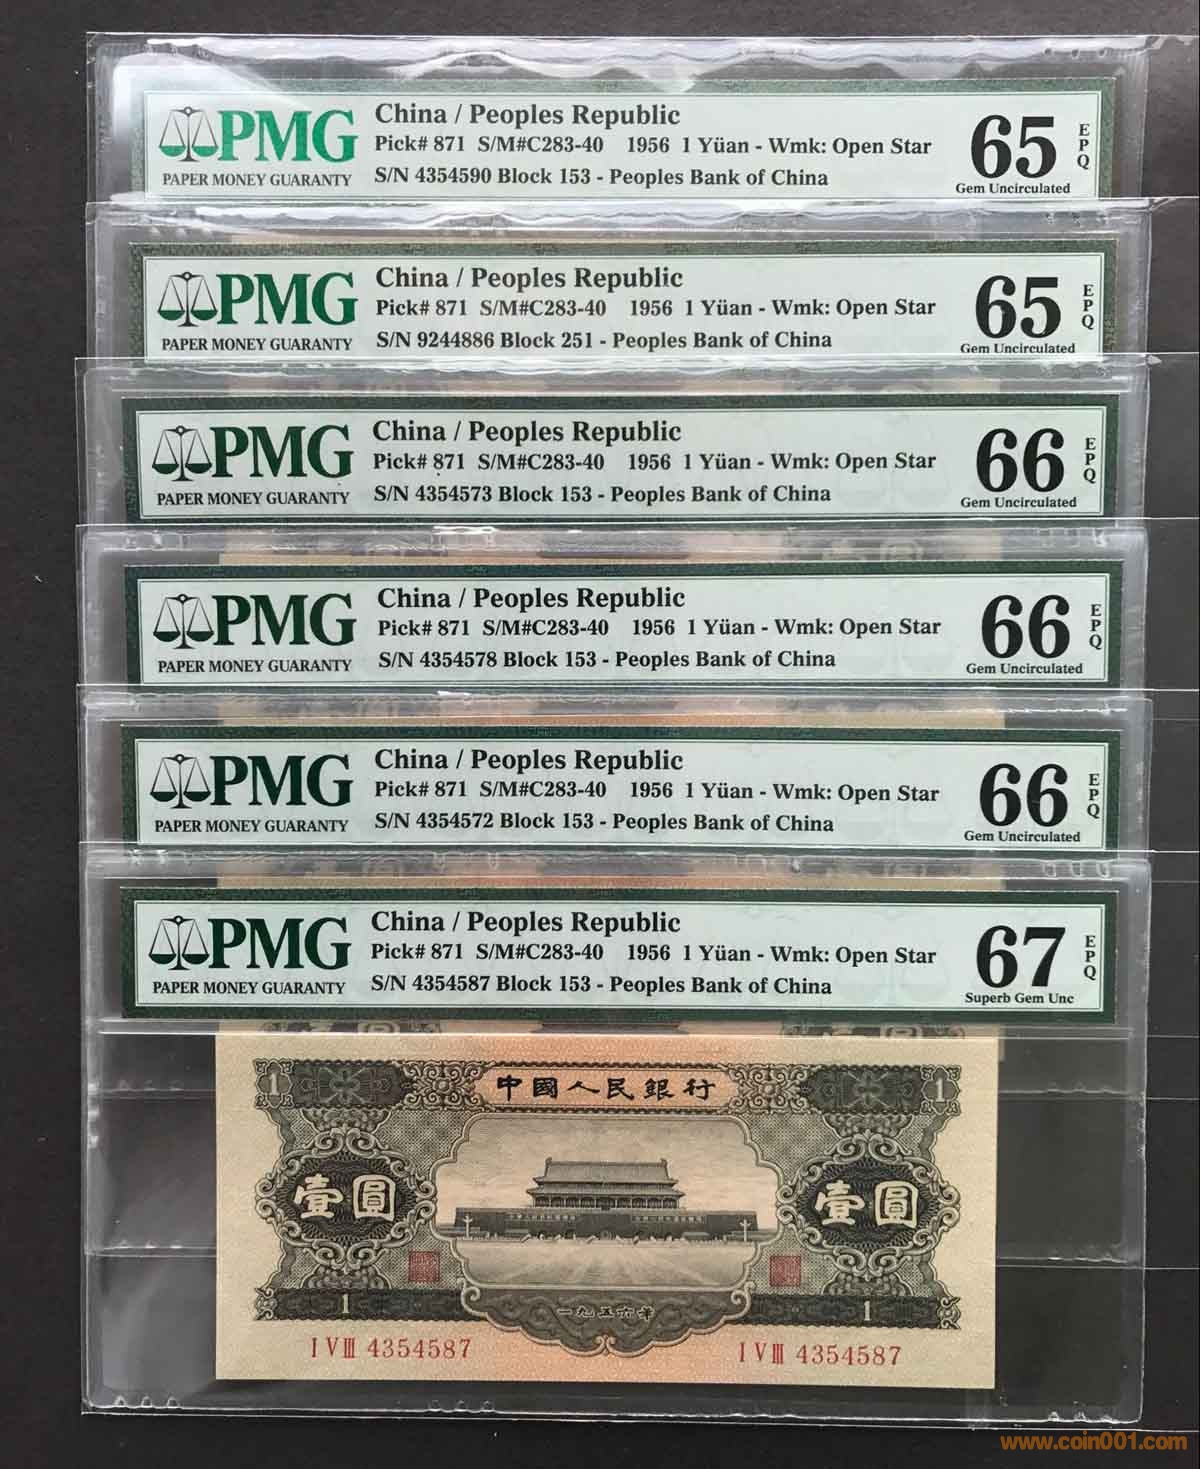 PMG
PAPER MONEY GUARANTY
China / Peoples Republic
Pick# 871 S/M#C283-40 1956 1 Yüan - Wmk: Open Star
S/N 4354590 Block 153 - Peoples Bank of China
65 EPQ
Gem Uncirculated
PMG
PAPER MONEY GUARANTY
China / Peoples Republic
Pick# 871 S/M#C283-40 1956 1 Yüan - Wmk: Open Star
S/N 9244886 Block 251 - Peoples Bank of China
65 EPQ
Gem Uncirculated
PMG
PAPER MONEY GUARANTY
China / Peoples Republic
Pick# 871 S/M#C283-40 1956 1 Yüan - Wmk: Open Star
S/N 4354573 Block 153 - Peoples Bank of China
66 EPQ
Gem Uncirculated
PMG
PAPER MONEY GUARANTY
China / Peoples Republic
Pick# 871 S/M#C283-40 1956 1 Yüan - Wmk: Open Star
S/N 4354578 Block 153 - Peoples Bank of China
66 EPQ
Gem Uncirculated
PMG
PAPER MONEY GUARANTY
China / Peoples Republic
Pick# 871 S/M#C283-40 1956 1 Yüan - Wmk: Open Star
S/N 4354572 Block 153 - Peoples Bank of China
66 EPQ
Gem Uncirculated
PMG
PAPER MONEY GUARANTY
China / Peoples Republic
Pick# 871 S/M#C283-40 1956 1 Yüan - Wmk: Open Star
S/N 4354587 Block 153 - Peoples Bank of China
67 EPQ
Superb Gem Unc
1 中國人民銀行 1
壹圓 壹圓
1 一九五六年 1
I V III 4354587 I V III 4354587
www.coin001.com